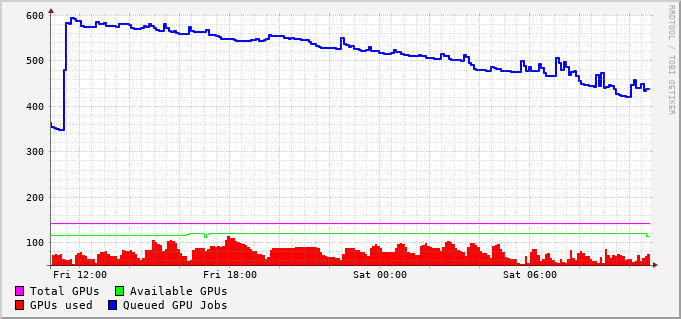 600
500
400
300
200
100
Fri 12:00 Fri 18:00 Sat 00:00 Sat 06:00
Total GPUs Available GPUs
GPUs used Queued GPU Jobs
RRDTOOL / TOBI OETIKER